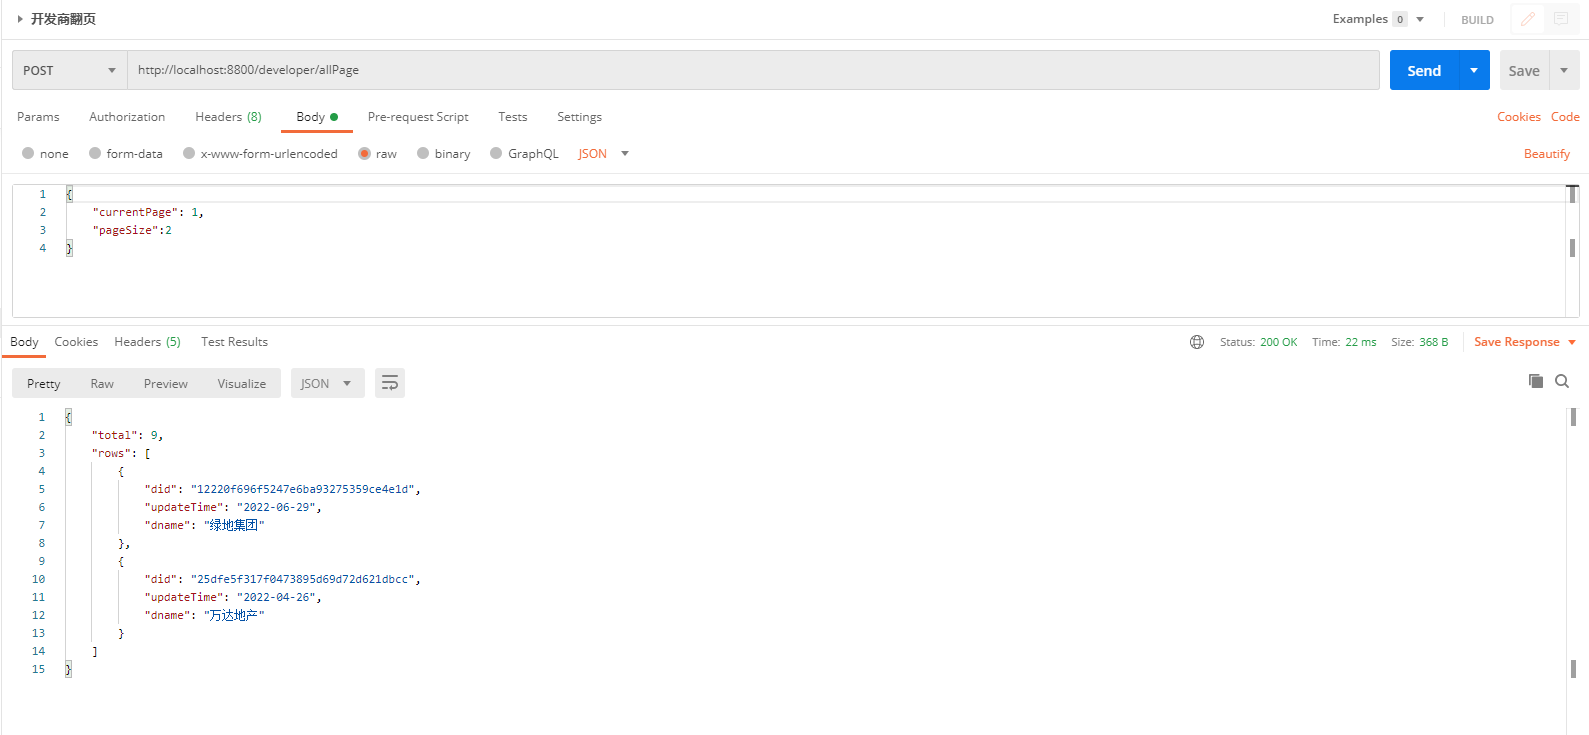 开发商翻页
Examples 0
BUILD
POST
http://localhost:8800/developer/allPage
Send
Save
Params Authorization Headers (8) Body Pre-request Script Tests Settings Cookies Code
none form-data x-www-form-urlencoded raw binary GraphQL JSON Beautify
1 {
2 "currentPage": 1,
3 "pageSize":2
4 }
Body Cookies Headers (5) Test Results Status: 200 OK Time: 22 ms Size: 368 B Save Response
Pretty Raw Preview Visualize JSON
1 {
2 "total": 9,
3 "rows": [
4 {
5 "did": "12220f696f5247e6ba93275359ce4e1d",
6 "updateTime": "2022-06-29",
7 "dname": "绿地集团"
8 },
9 {
10 "did": "25dfe5f317f0473895d69d72d621dbcc",
11 "updateTime": "2022-04-26",
12 "dname": "万达地产"
13 }
14 ]
15 }